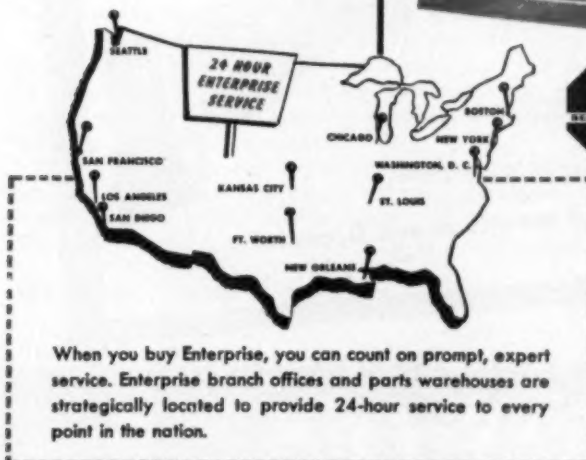 SEATTLE
24 HOUR
ENTERPRISE
SERVICE
BOSTON
CHICAGO
NEW YORK
SAN FRANCISCO
WASHINGTON, D. C.
KANSAS CITY
LOS ANGELES
ST. LOUIS
SAN DIEGO
FT. WORTH
NEW ORLEANS
When you buy Enterprise, you can count on prompt, expert
service. Enterprise branch offices and parts warehouses are
strategically located to provide 24-hour service to every
point in the nation.